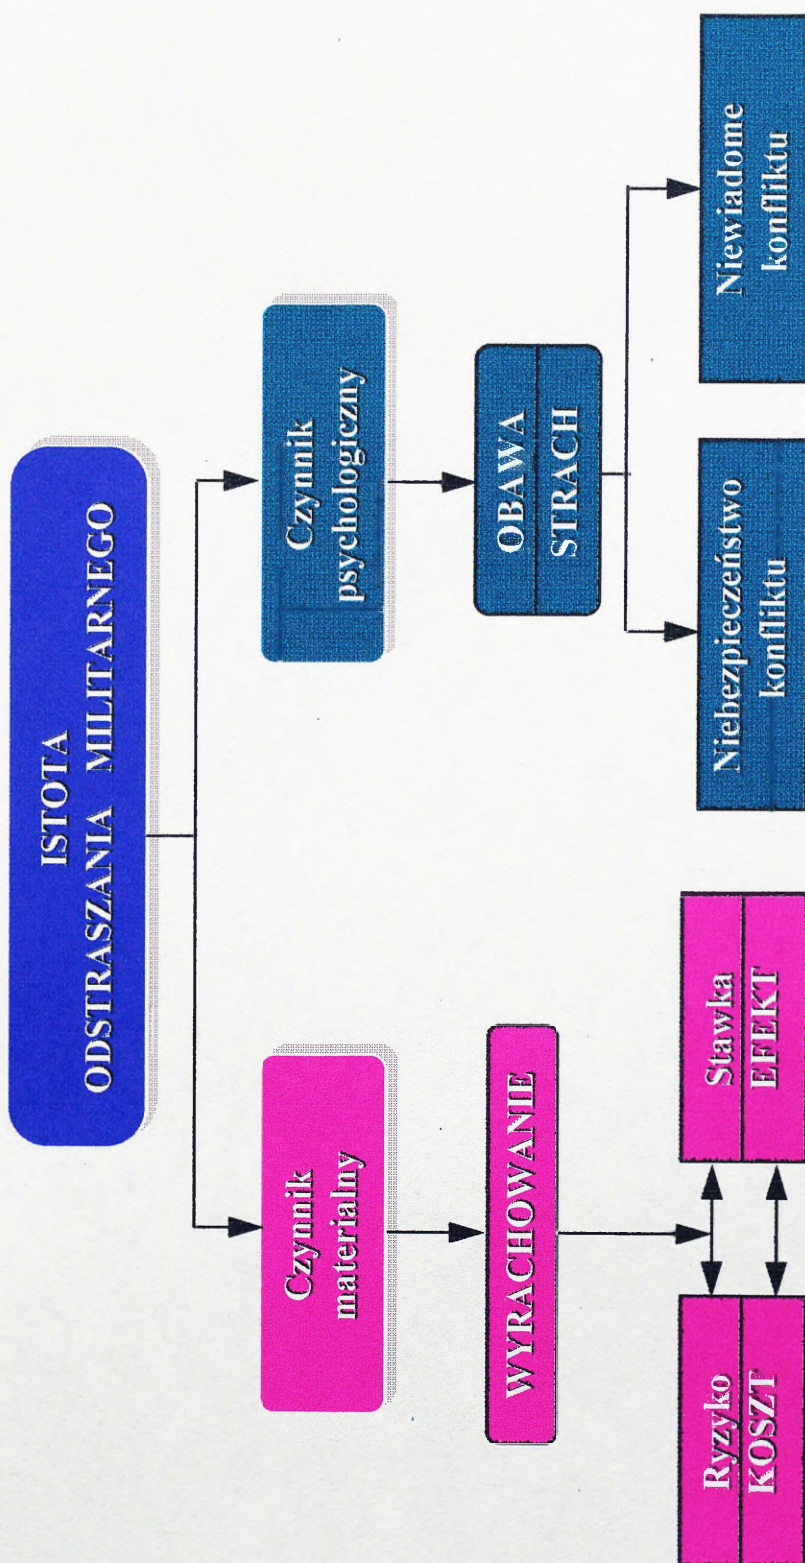 ISTOTA
ODSTRASZANIA MILITARNEGO
Czynnik
materialny
Czynnik
psychologiczny
WYRACHOWANIE
OBAWA
STRACH
Ryzyko
KOSZT
Stawka
EFEKT
Niebezpieczeństwo
konfliktu
Niewiadome
konfliktu